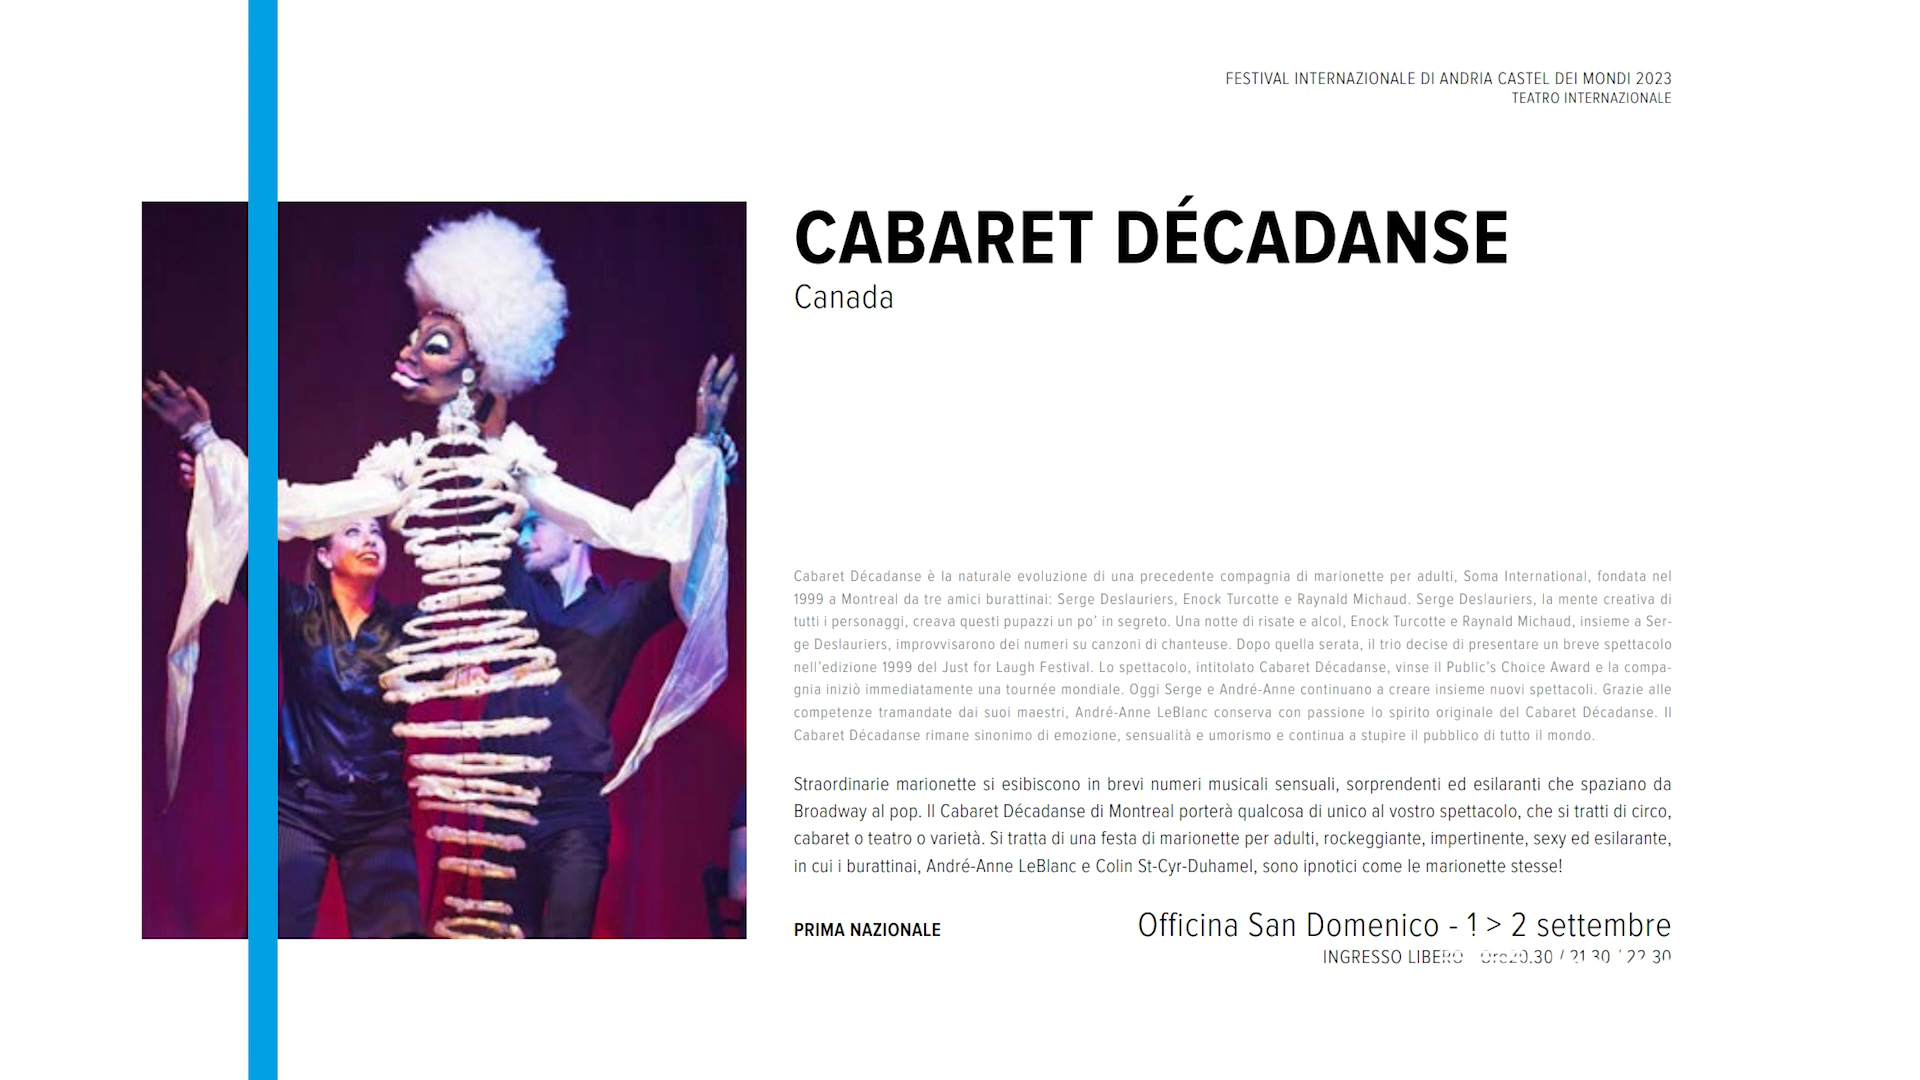 FESTIVAL INTERNAZIONALE DI ANDRIA CASTEL DEI MONDI 2023
TEATRO INTERNAZIONALE
CABARET DÉCADANSE
Canada
Cabaret Décadanse è la naturale evoluzione di una precedente compagnia di marionette per adulti, Soma International, fondata nel
1999 a Montreal da tre amici burattinai: Serge Deslauriers, Enock Turcotte e Raynald Michaud. Serge Deslauriers, la mente creativa di
tutti i personaggi, creava questi pupazzi un po' in segreto. Una notte di risate e alcol, Enock Turcotte e Raynald Michaud, insieme a Ser-
ge Deslauriers, improvvisarono dei numeri su canzoni di chanteuse. Dopo quella serata, il trio decise di presentare un breve spettacolo
nell'edizione 1999 del Just for Laugh Festival. Lo spettacolo, intitolato Cabaret Décadanse, vinse il Public's Choice Award e la compa-
gnia iniziò immediatamente una tournée mondiale. Oggi Serge e André-Anne continuano a creare insieme nuovi spettacoli. Grazie alle
competenze tramandate dai suoi maestri, André-Anne LeBlanc conserva con passione lo spirito originale del Cabaret Décadanse. Il
Cabaret Décadanse rimane sinonimo di emozione, sensualità e umorismo e continua a stupire il pubblico di tutto il mondo.
Straordinarie marionette si esibiscono in brevi numeri musicali sensuali, sorprendenti ed esilaranti che spaziano da
Broadway al pop. Il Cabaret Décadanse di Montreal porterà qualcosa di unico al vostro spettacolo, che si tratti di circo,
cabaret o teatro o varietà. Si tratta di una festa di marionette per adulti, rockeggiante, impertinente, sexy ed esilarante,
in cui i burattinai, André-Anne LeBlanc e Colin St-Cyr-Duhamel, sono ipnotici come le marionette stesse!
PRIMA NAZIONALE
Officina San Domenico - 1 > 2 settembre
INGRESSO LIBERO ore 20.30 / 21.30 / 22.30